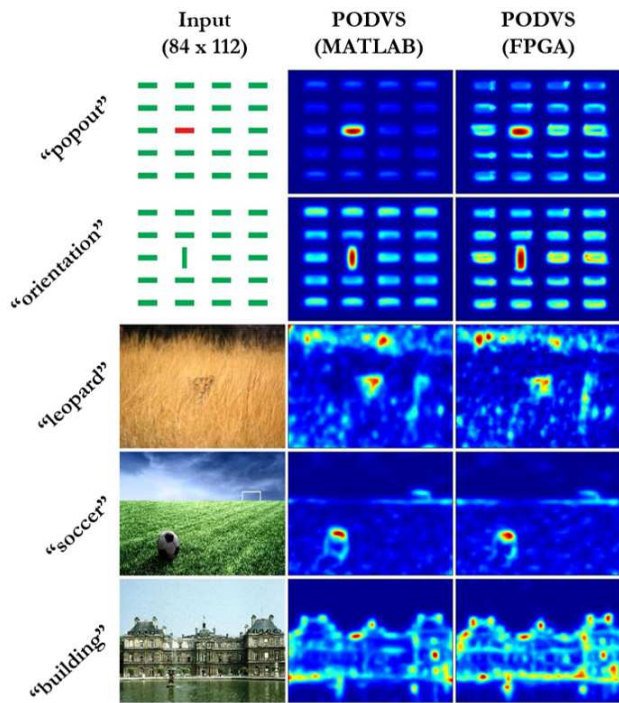 Input
(84 x 112)
PODVS
(MATLAB)
PODVS
(FPGA)
“popout”
“orientation”
“leopard”
“soccer”
“building”